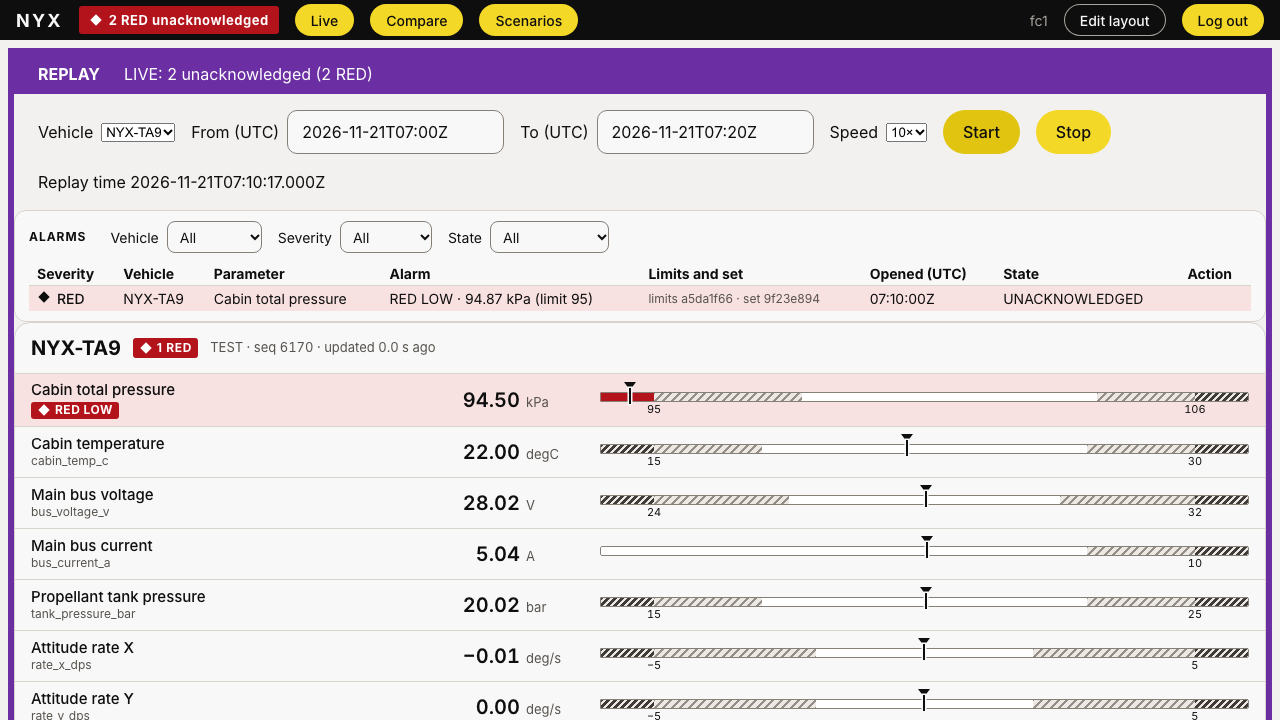 NYX ◆ 2 RED unacknowledged Live Compare Scenarios fc1 Edit layout Log out
REPLAY LIVE: 2 unacknowledged (2 RED)
Vehicle NYX-TA9 From (UTC) 2026-11-21T07:00Z To (UTC) 2026-11-21T07:20Z Speed 10× Start Stop
Replay time 2026-11-21T07:10:17.000Z
ALARMS Vehicle All Severity All State All
Severity Vehicle Parameter Alarm Limits and set Opened (UTC) State Action
◆ RED NYX-TA9 Cabin total pressure RED LOW · 94.87 kPa (limit 95) limits a5da1f66 · set 9f23e894 07:10:00Z UNACKNOWLEDGED
NYX-TA9 ◆ 1 RED TEST · seq 6170 · updated 0.0 s ago
Cabin total pressure 94.50 kPa
◆ RED LOW 95 106
Cabin temperature 22.00 degC
cabin_temp_c 15 30
Main bus voltage 28.02 V
bus_voltage_v 24 32
Main bus current 5.04 A
bus_current_a 10
Propellant tank pressure 20.02 bar
tank_pressure_bar 15 25
Attitude rate X −0.01 deg/s
rate_x_dps −5 5
Attitude rate Y 0.00 deg/s
rate_y_dps −5 5